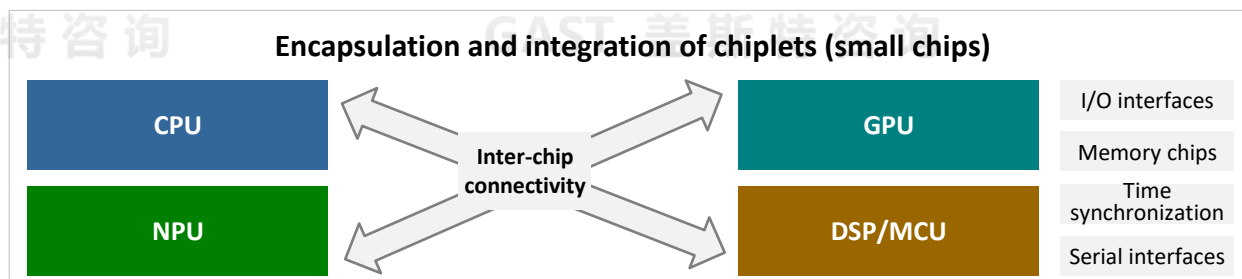 特咨询 GAST 盖斯特咨询
Encapsulation and integration of chiplets (small chips)
CPU
GPU
I/O interfaces
Inter-chip
connectivity
Memory chips
NPU
DSP/MCU
Time
synchronization
Serial interfaces